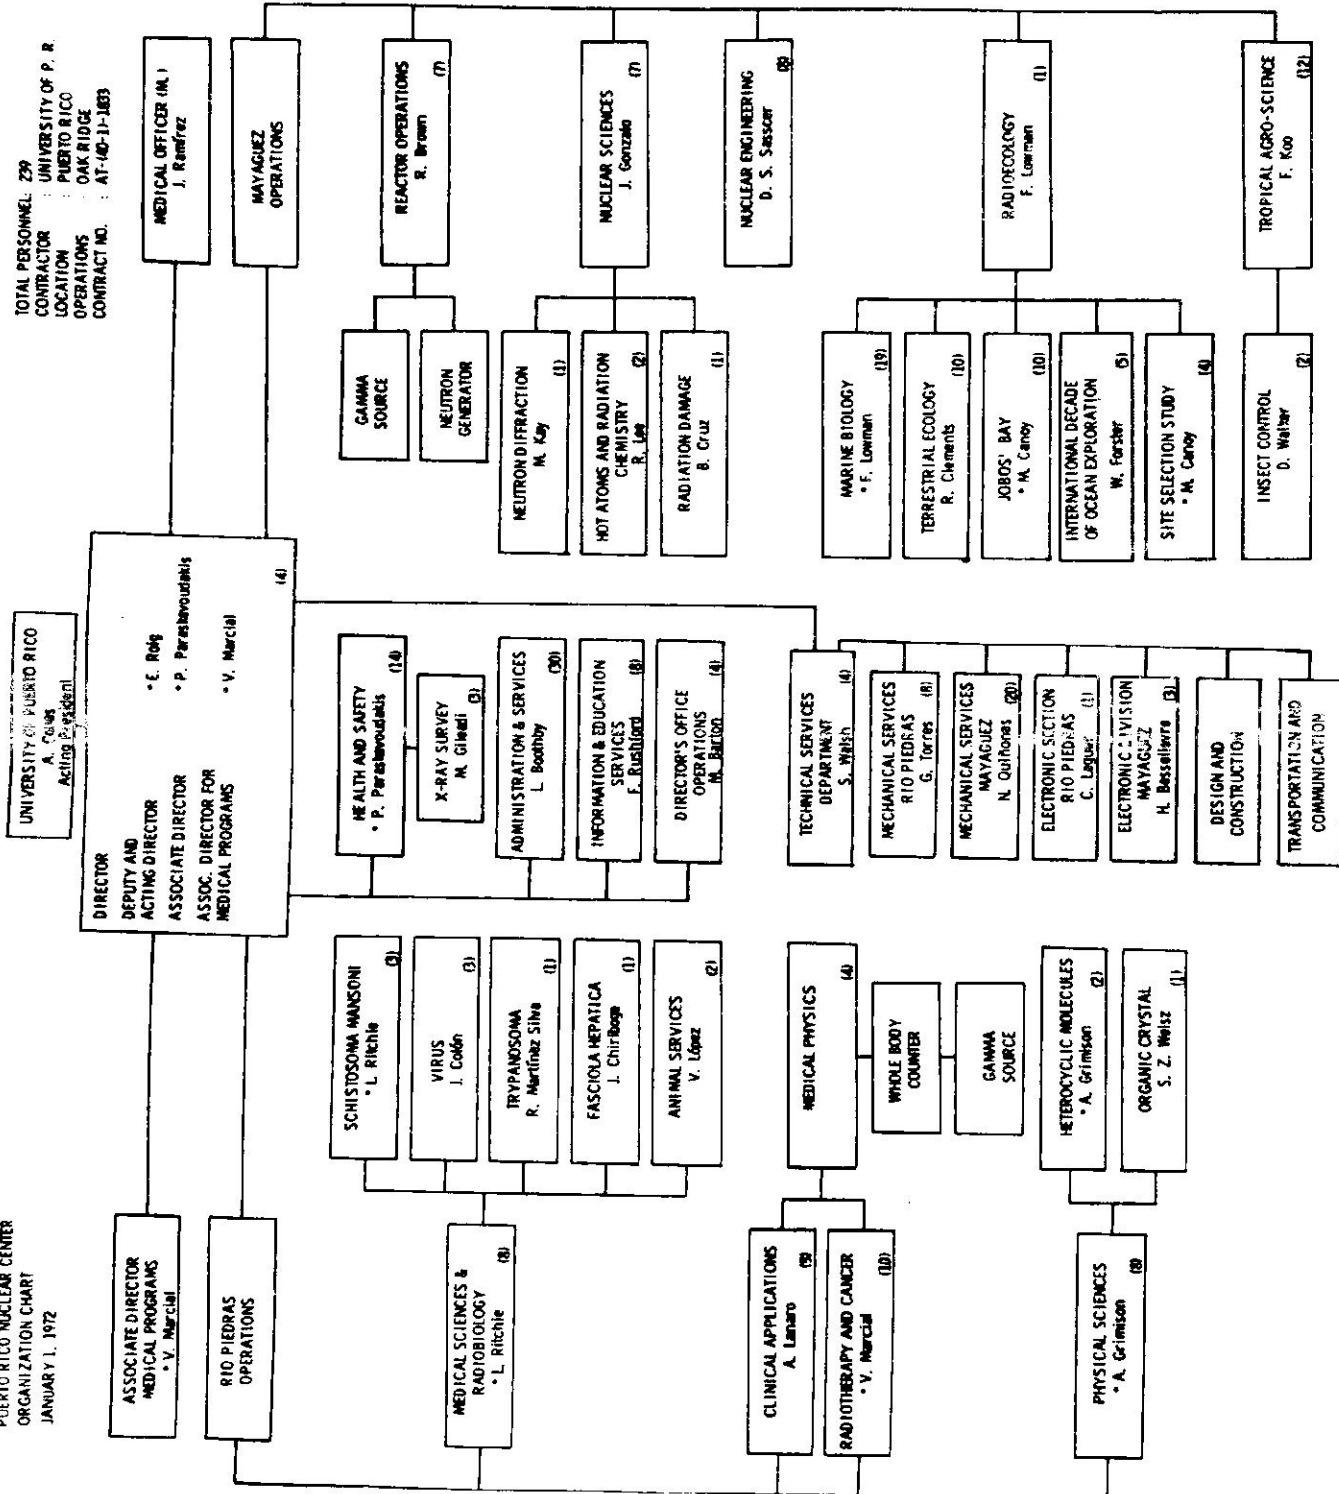 PUERTO RICO NUCLEAR CENTER
ORGANIZATION CHART
JANUARY 1, 1972
UNIVERSITY OF PUERTO RICO
A.
Acting President
TOTAL PERSONNEL: 239
CONTRACTOR : UNIVERSITY OF P. R.
LOCATION : PUERTO RICO
OPERATIONS : OAK RIDGE
CONTRACT NO. : AT-(40-1)-1833
DIRECTOR
DEPUTY AND
ACTING DIRECTOR * E. Roig
ASSOCIATE DIRECTOR * P. Paraskevoudakis
ASSOC. DIRECTOR FOR
MEDICAL PROGRAMS * V. Marcial
(4)
ASSOCIATE DIRECTOR
MEDICAL PROGRAMS
* V. Marcial
RIO PIEDRAS
OPERATIONS
MEDICAL OFFICER (M.)
J. Ramírez
MAYAGUEZ
OPERATIONS
MEDICAL SCIENCES &
RADIOBIOLOGY
* L. Ritchie (8)
SCHISTOSOMA MANSONI
* L. Ritchie (3)
VIRUS
J. Colón (3)
TRYPANOSOMA
R. Martínez Silva (1)
FASCIOLA HEPATICA
J. Chiriboga (1)
ANIMAL SERVICES
V. López (2)
CLINICAL APPLICATIONS
A. Lanaro (9)
RADIOTHERAPY AND CANCER
* V. Marcial (10)
MEDICAL PHYSICS
(4)
WHOLE BODY
COUNTER
GAMMA
SOURCE
PHYSICAL SCIENCES
* A. Grimison (8)
HETEROCYCLIC MOLECULES
* A. Grimison (2)
ORGANIC CRYSTAL
S. Z. Weisz (1)
HEALTH AND SAFETY
* P. Paraskevoudakis (14)
X-RAY SURVEY
M. Gileadi (3)
ADMINISTRATION & SERVICES
L. Boothby (30)
INFORMATION & EDUCATION
SERVICES
F. Rushford (8)
DIRECTOR'S OFFICE
OPERATIONS
M. Barton (4)
TECHNICAL SERVICES
DEPARTMENT
S. Walsh (4)
MECHANICAL SERVICES
RIO PIEDRAS
G. Torres (8)
MECHANICAL SERVICES
MAYAGUEZ
N. Quiñones (20)
ELECTRONIC SECTION
RIO PIEDRAS
C. (1)
ELECTRONIC DIVISION
MAYAGUEZ
H. (3)
DESIGN AND
CONSTRUCTION
TRANSPORTATION AND
COMMUNICATION
REACTOR OPERATIONS
R. Brown (7)
GAMMA
SOURCE
NEUTRON
GENERATOR
NUCLEAR SCIENCES
J. Gonzalo (7)
NEUTRON DIFFRACTION
M. Kay (1)
HOT ATOMS AND RADIATION
CHEMISTRY
R. Lee (2)
RADIATION DAMAGE
B. Cruz (1)
NUCLEAR ENGINEERING
D. S. Sasscer (8)
RADIOECOLOGY
F. Lowman (1)
MARINE BIOLOGY
* F. Lowman (19)
TERRESTRIAL ECOLOGY
R. Clements (10)
JOBOS' BAY
* M. Canoy (10)
INTERNATIONAL DECADE
OF OCEAN EXPLORATION
W. Forster (5)
SITE SELECTION STUDY
* M. Canoy (4)
TROPICAL AGRO-SCIENCE
F. Koo (12)
INSECT CONTROL
D. Walker (2)